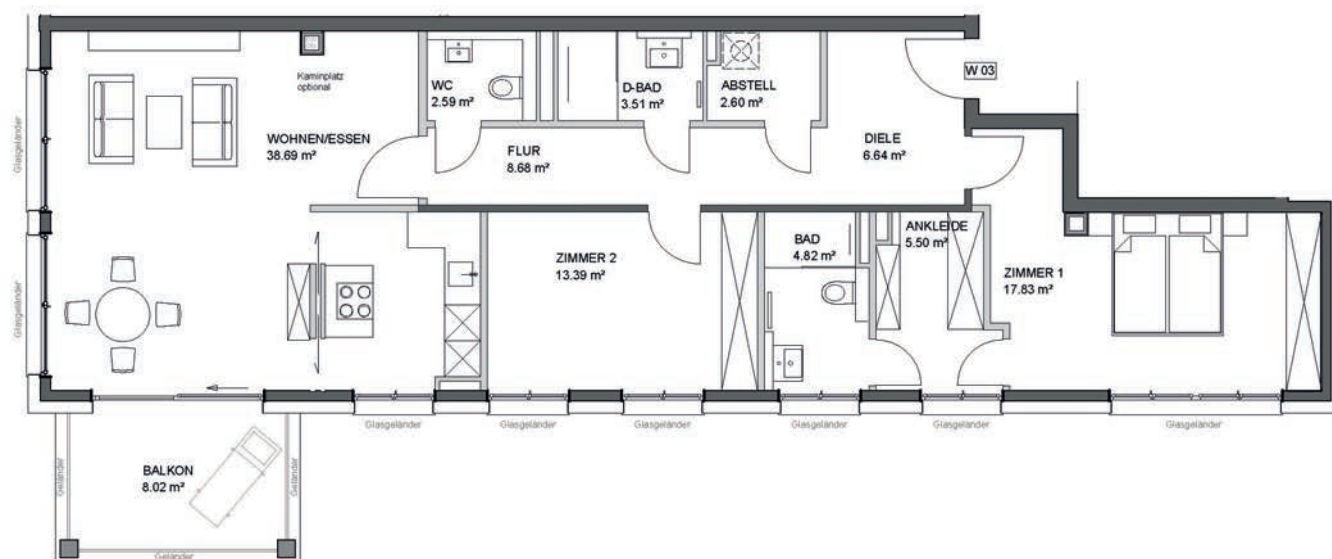 Kaminplatz
optional
WC
2.59 m²
D-BAD
3.51 m²
ABSTELL
2.60 m²
W 03
WOHNEN/ESSEN
38.69 m²
FLUR
8.68 m²
DIELE
6.64 m²
Glasgeländer
Glasgeländer
ZIMMER 2
13.39 m²
BAD
4.82 m²
ANKLEIDE
5.50 m²
ZIMMER 1
17.83 m²
Glasgeländer
Glasgeländer
Glasgeländer
Glasgeländer
Glasgeländer
Glasgeländer
BALKON
8.02 m²
Geländer
Geländer
Geländer